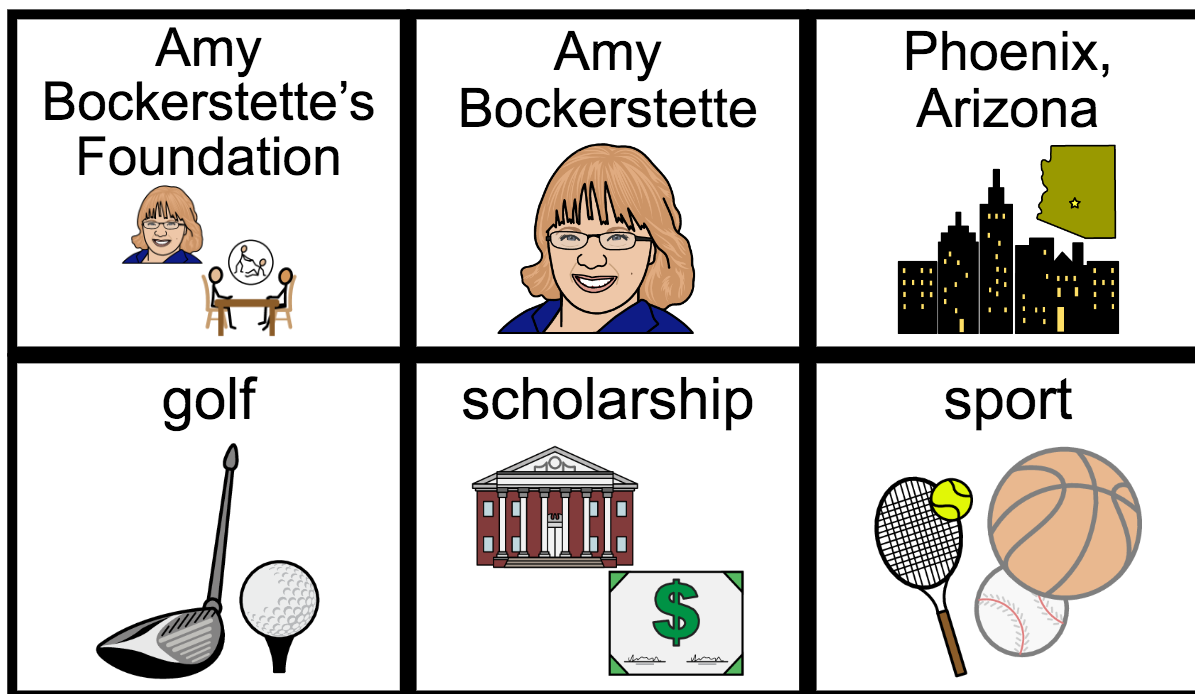 Amy
Bockerstette’s
Foundation
Amy
Bockerstette
Phoenix,
Arizona
golf
scholarship
$
sport